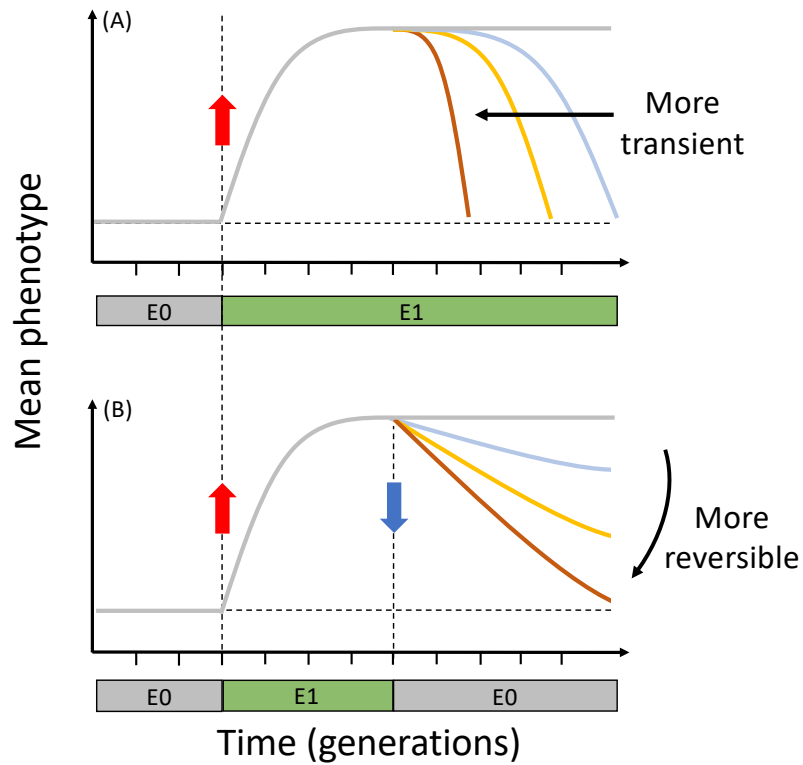 (A)
More
transient
E0
E1
Mean phenotype
(B)
More
reversible
E0
E1
E0
Time (generations)